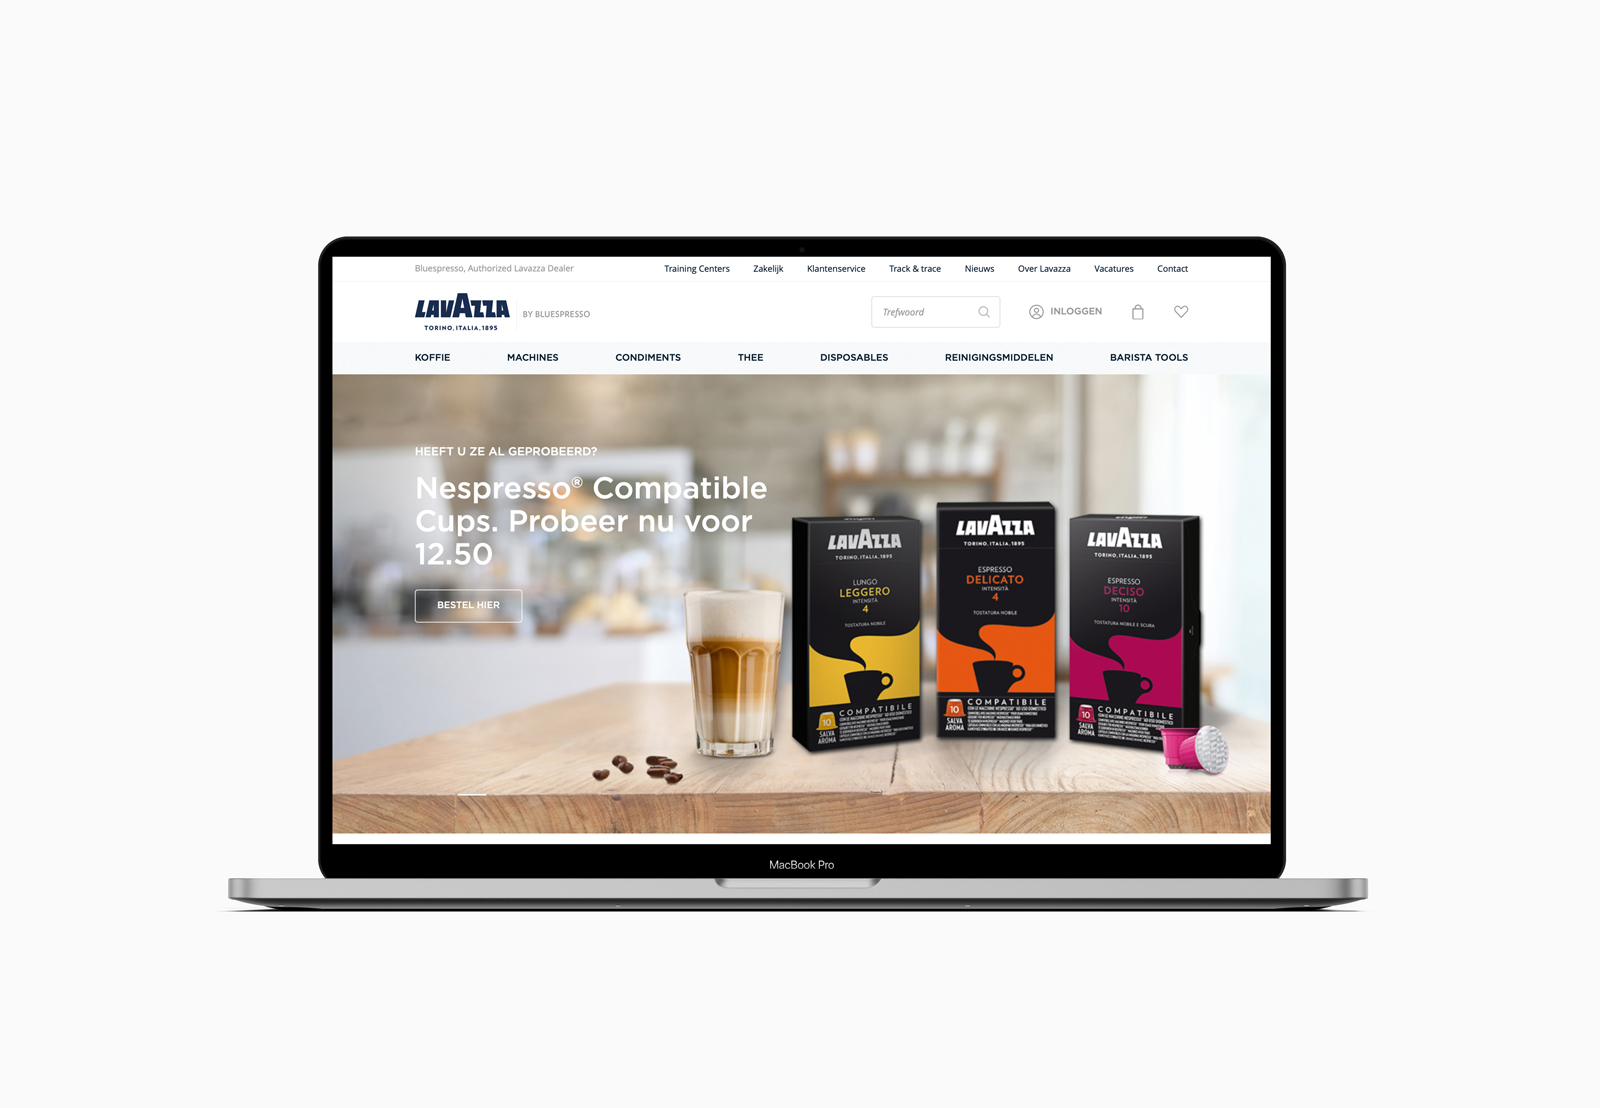 Bluespresso, Authorized Lavazza Dealer
Training Centers Zakelijk Klantenservice Track & trace Nieuws Over Lavazza Vacatures Contact
LAVAZZA
TORINO, ITALIA, 1895
BY BLUESPRESSO
Trefwoord
INLOGGEN
KOFFIE MACHINES CONDIMENTS THEE DISPOSABLES REINIGINGSMIDDELEN BARISTA TOOLS
HEEFT U ZE AL GEPROBEERD?
Nespresso® Compatible
Cups. Probeer nu voor
12.50
BESTEL HIER
LAVAZZA
TORINO, ITALIA, 1895
LUNGO
LEGGERO
INTENSITÀ
4
TOSTATURA NOBILE
10
SALVA
AROMA
COMPATIBILE
LAVAZZA
TORINO, ITALIA, 1895
ESPRESSO
DELICATO
INTENSITÀ
4
TOSTATURA NOBILE
10
SALVA
AROMA
COMPATIBILE
LAVAZZA
TORINO, ITALIA, 1895
ESPRESSO
DECISO
INTENSITÀ
10
TOSTATURA NOBILE E SCURA
10
SALVA
AROMA
COMPATIBILE
MacBook Pro